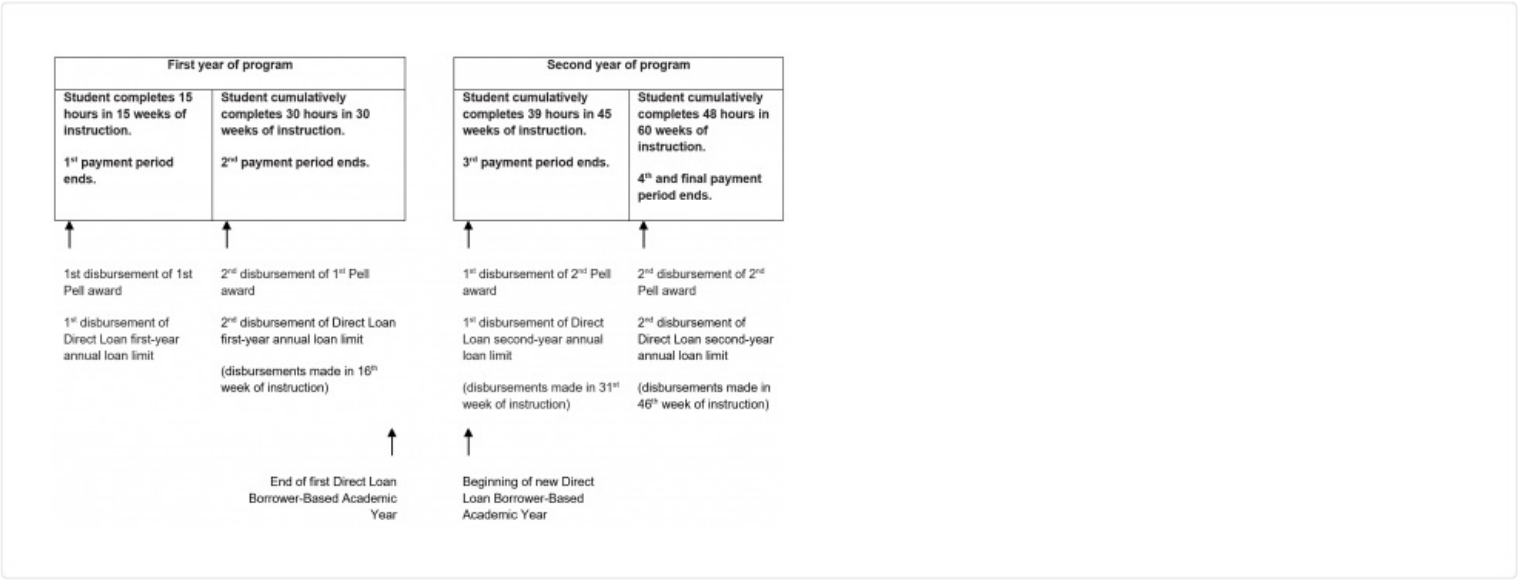 First year of program
Student completes 15
hours in 15 weeks of
instruction.
1st payment period
ends.
Student cumulatively
completes 30 hours in 30
weeks of instruction.
2nd payment period ends.
Second year of program
Student cumulatively
completes 39 hours in 45
weeks of instruction.
3rd payment period ends.
Student cumulatively
completes 48 hours in
60 weeks of
instruction.
4th and final payment
period ends.
1st disbursement of 1st
Pell award
1st disbursement of
Direct Loan first-year
annual loan limit
2nd disbursement of 1st Pell
award
2nd disbursement of Direct Loan
first-year annual loan limit
(disbursements made in 16th
week of instruction)
1st disbursement of 2nd Pell
award
1st disbursement of Direct
Loan second-year annual
loan limit
(disbursements made in 31st
week of instruction)
2nd disbursement of 2nd
Pell award
2nd disbursement of
Direct Loan second-year
annual loan limit
(disbursements made in
46th week of instruction)
End of first Direct Loan
Borrower-Based Academic
Year
Beginning of new Direct
Loan Borrower-Based
Academic Year